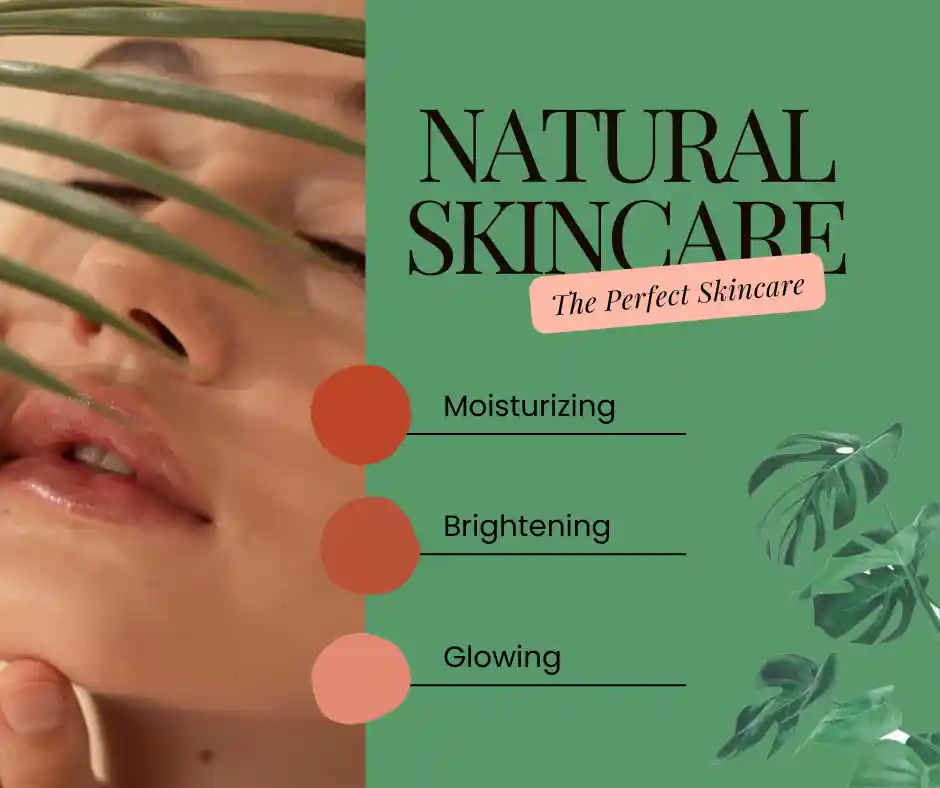 NATURAL
SKINCARE
The Perfect Skincare
Moisturizing
Brightening
Glowing